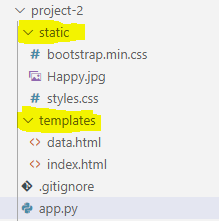 project-2
static
bootstrap.min.css
Happy.jpg
styles.css
templates
data.html
index.html
.gitignore
app.py